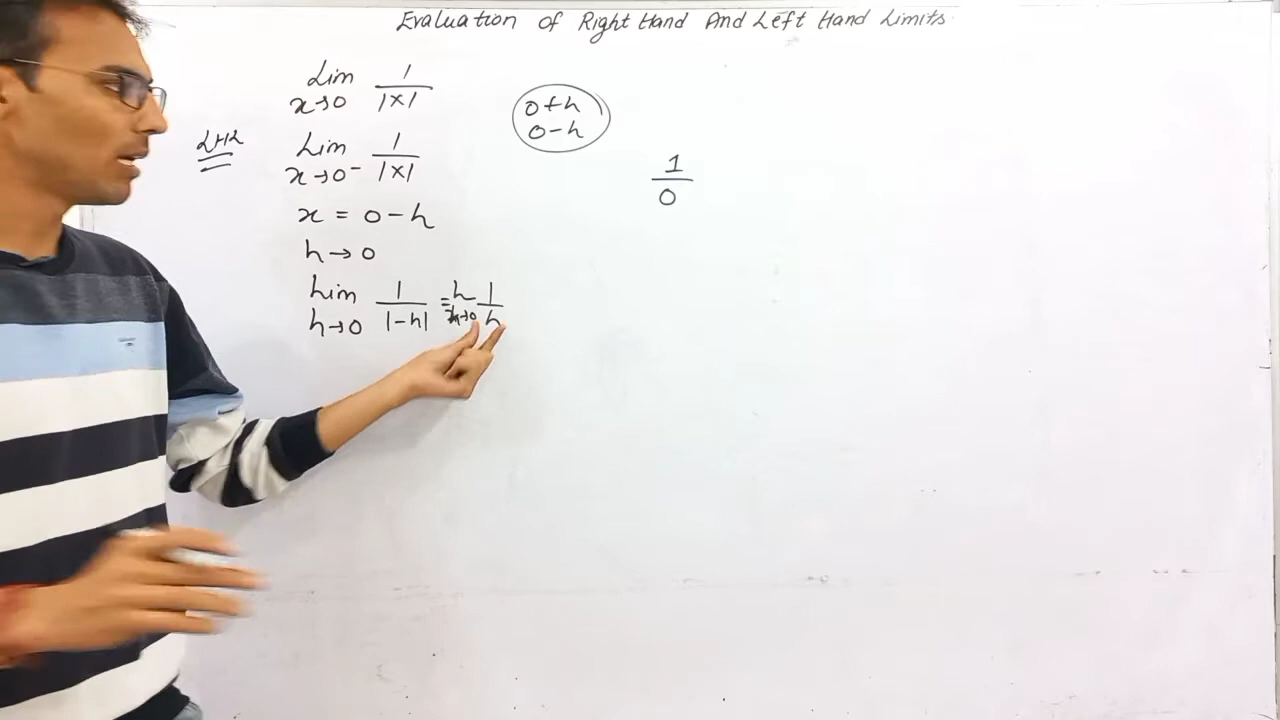 Evaluation of Right Hand And Left Hand Limits
Lim x→0 1/|x|
LHL Lim x→0⁻ 1/|x|
x = 0-h
h→0
Lim h→0 1/|-h| = h→0 1/h
0+h
0-h
1/0